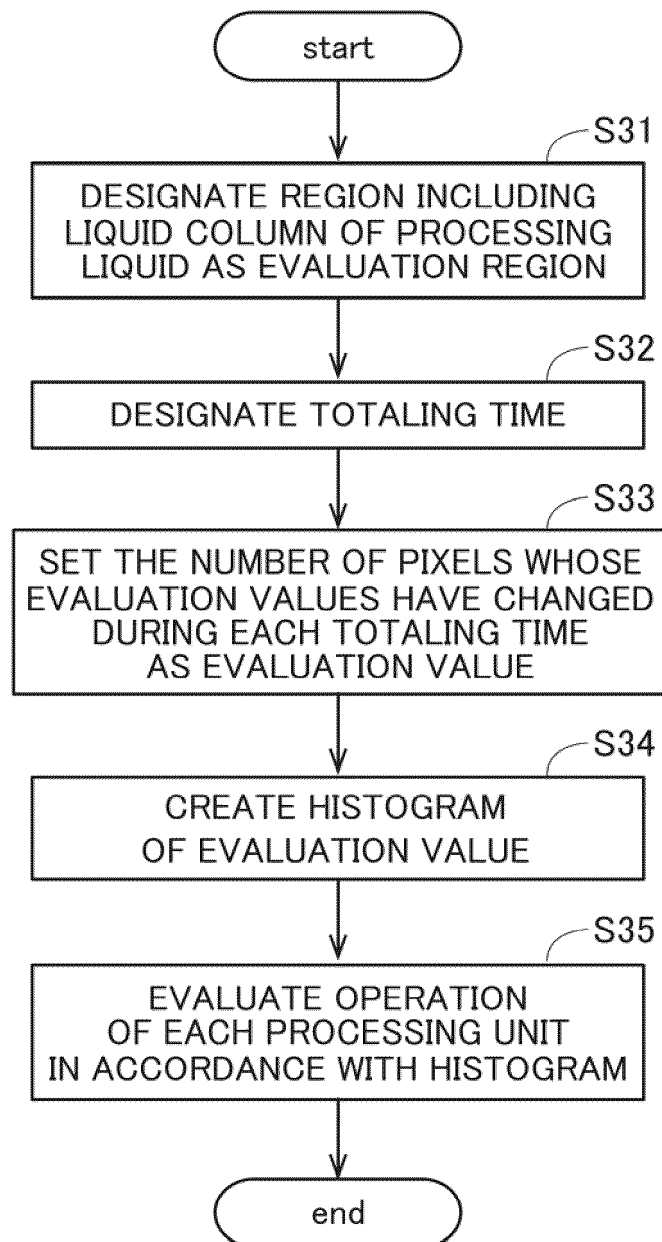 start
S31
DESIGNATE REGION INCLUDING
LIQUID COLUMN OF PROCESSING
LIQUID AS EVALUATION REGION
S32
DESIGNATE TOTALING TIME
S33
SET THE NUMBER OF PIXELS WHOSE
EVALUATION VALUES HAVE CHANGED
DURING EACH TOTALING TIME
AS EVALUATION VALUE
S34
CREATE HISTOGRAM
OF EVALUATION VALUE
S35
EVALUATE OPERATION
OF EACH PROCESSING UNIT
IN ACCORDANCE WITH HISTOGRAM
end